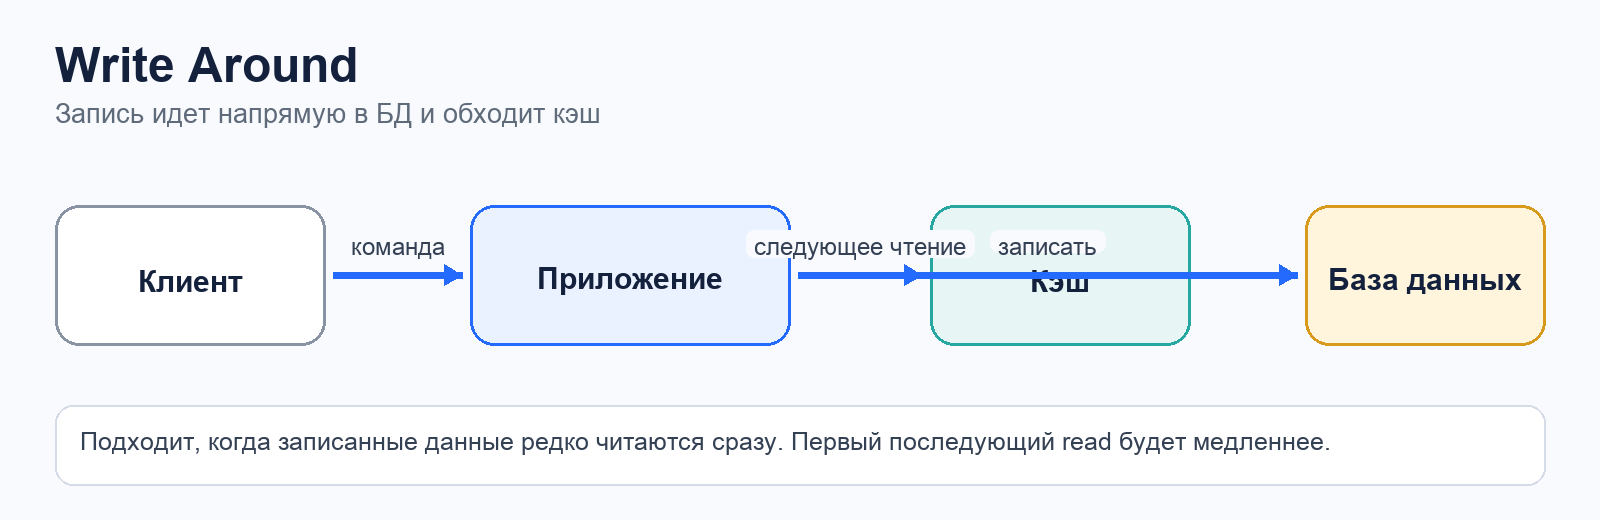 Write Around
Запись идет напрямую в БД и обходит кэш
команда
следующее чтение
записать
Клиент
Приложение
Кэш
База данных
Подходит, когда записанные данные редко читаются сразу. Первый последующий read будет медленнее.